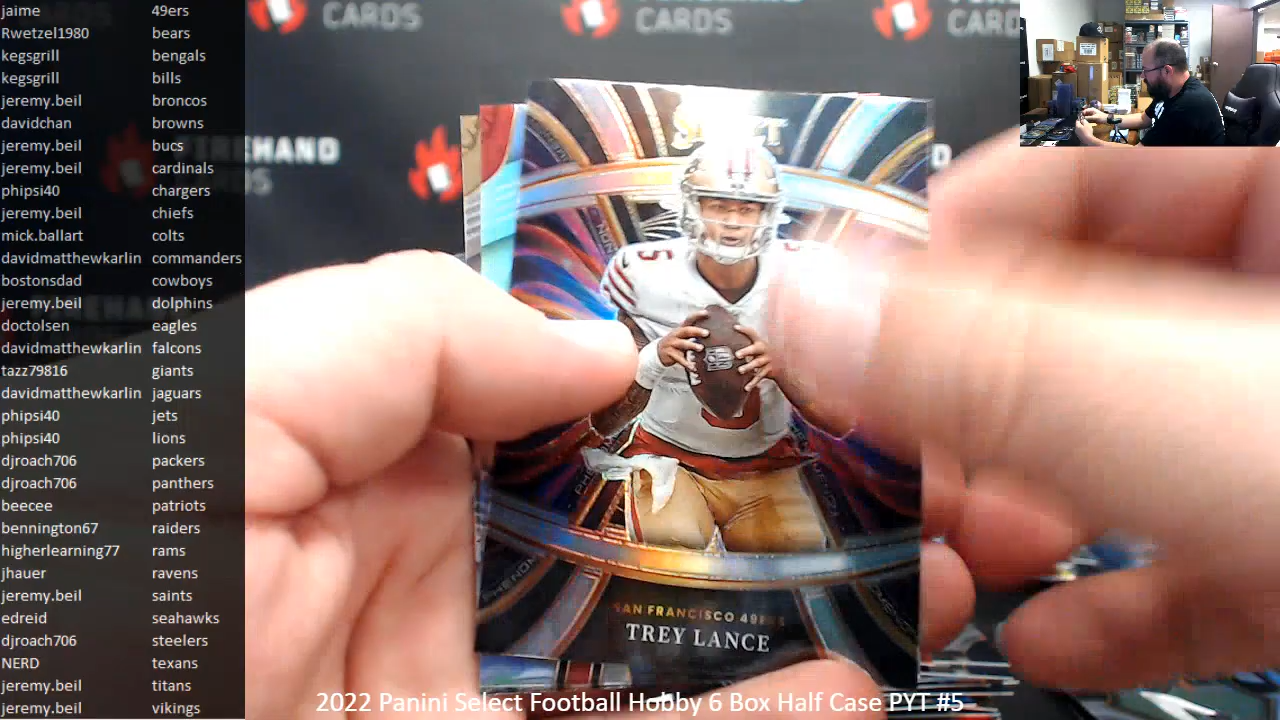 jaime 49ers
Rwetzel1980 bears
kegsgrill bengals
kegsgrill bills
jeremy.beil broncos
davidchan browns
jeremy.beil bucs
jeremy.beil cardinals
phipsi40 chargers
jeremy.beil chiefs
mick.ballart colts
davidmatthewkarlin commanders
bostonsdad cowboys
jeremy.beil dolphins
doctolsen eagles
davidmatthewkarlin falcons
tazz79816 giants
davidmatthewkarlin jaguars
phipsi40 jets
phipsi40 lions
djroach706 packers
djroach706 panthers
beecee patriots
bennington67 raiders
higherlearning77 rams
jhauer ravens
jeremy.beil saints
edreid seahawks
djroach706 steelers
NERD texans
jeremy.beil titans
jeremy.beil vikings
CARDS
CARDS
CARDS
FIREHAND
CARDS
SELECT
SAN FRANCISCO 49ERS
TREY LANCE
2022 Panini Select Football Hobby 6 Box Half Case PYT #5